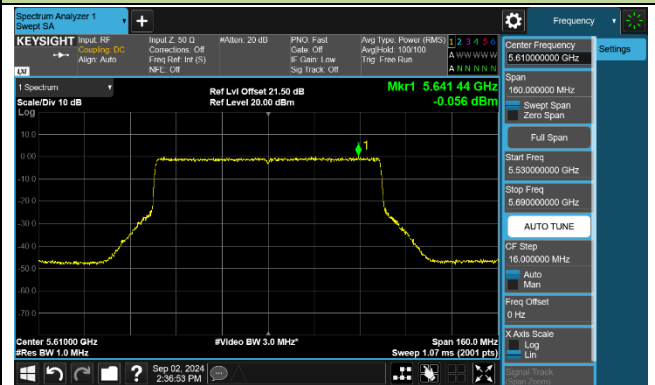 Spectrum Analyzer 1
Swept SA
Frequency
KEYSIGHT
Input: RF
Coupling: DC
Align: Auto
Input Z: 50 Ω
Corrections: Off
Freq Ref: Int (S)
NFE: Off
#Atten: 20 dB
PNO: Fast
Gate: Off
IF Gain: Low
Sig Track: Off
Avg Type: Power (RMS)
Avg|Hold: 100/100
Trig: Free Run
1 2 3 4 5 6
A W W W W W
A N N N N N
LXI
1 Spectrum
Scale/Div 10 dB
Log
Ref Lvl Offset 21.50 dB
Ref Level 20.00 dBm
Mkr1 5.641 44 GHz
-0.056 dBm
1
10.0
0.00
-10.0
-20.0
-30.0
-40.0
-50.0
-60.0
-70.0
Center 5.61000 GHz
#Res BW 1.0 MHz
#Video BW 3.0 MHz*
Span 160.0 MHz
Sweep 1.07 ms (2001 pts)
Sep 02, 2024
2:36:53 PM
Center Frequency
5.610000000 GHz
Settings
Span
160.000000 MHz
Swept Span
Zero Span
Full Span
Start Freq
5.530000000 GHz
Stop Freq
5.690000000 GHz
AUTO TUNE
CF Step
16.000000 MHz
Auto
Man
Freq Offset
0 Hz
X Axis Scale
Log
Lin
Signal Track
(Span Zoom)